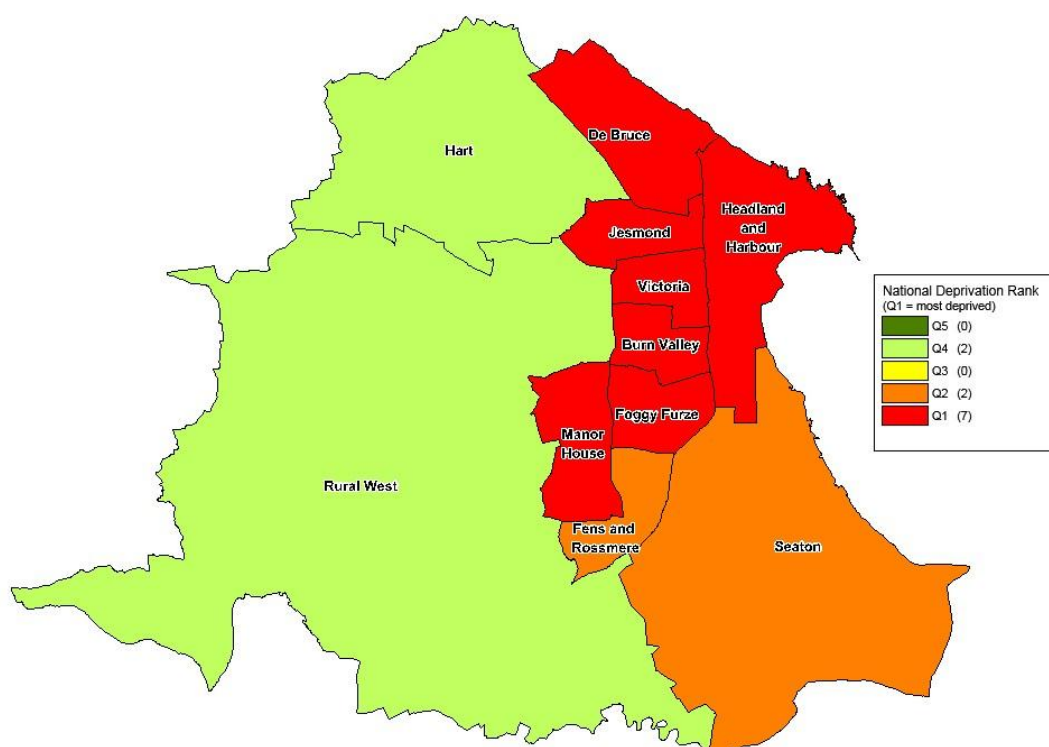 De Bruce
Hart
Headland
and
Harbour
Jesmond
Victoria
Burn Valley
Foggy Furze
Manor
House
Rural West
Fens and
Rossmere
Seaton
National Deprivation Rank
(Q1 = most deprived)
Q5 (0)
Q4 (2)
Q3 (0)
Q2 (2)
Q1 (7)